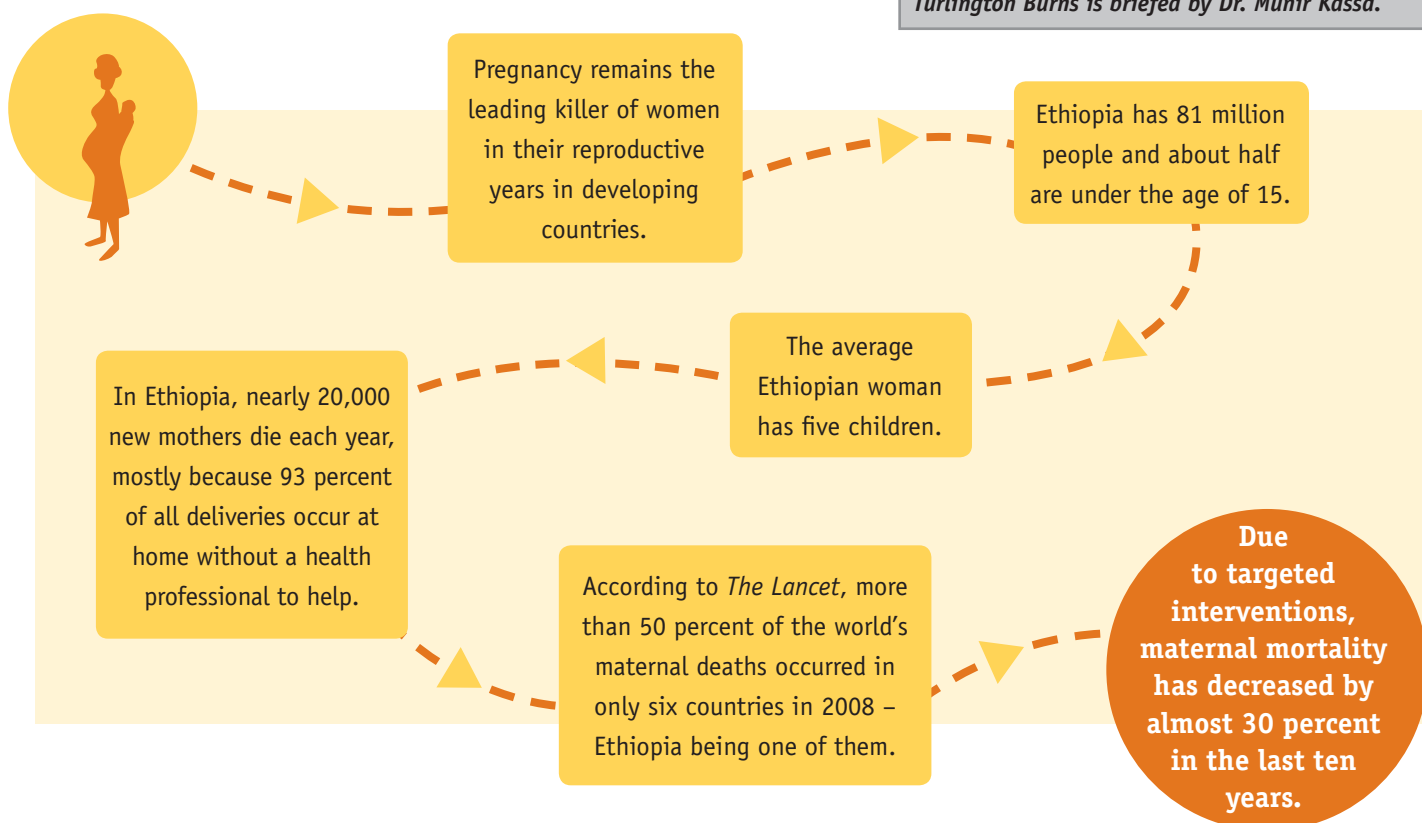 Turlington Burns is briefed by Dr. Munir Kassa.
Pregnancy remains the
leading killer of women
in their reproductive
years in developing
countries.
Ethiopia has 81 million
people and about half
are under the age of 15.
The average
Ethiopian woman
has five children.
In Ethiopia, nearly 20,000
new mothers die each year,
mostly because 93 percent
of all deliveries occur at
home without a health
professional to help.
According to The Lancet, more
than 50 percent of the world's
maternal deaths occurred in
only six countries in 2008 –
Ethiopia being one of them.
Due
to targeted
interventions,
maternal mortality
has decreased by
almost 30 percent
in the last ten
years.